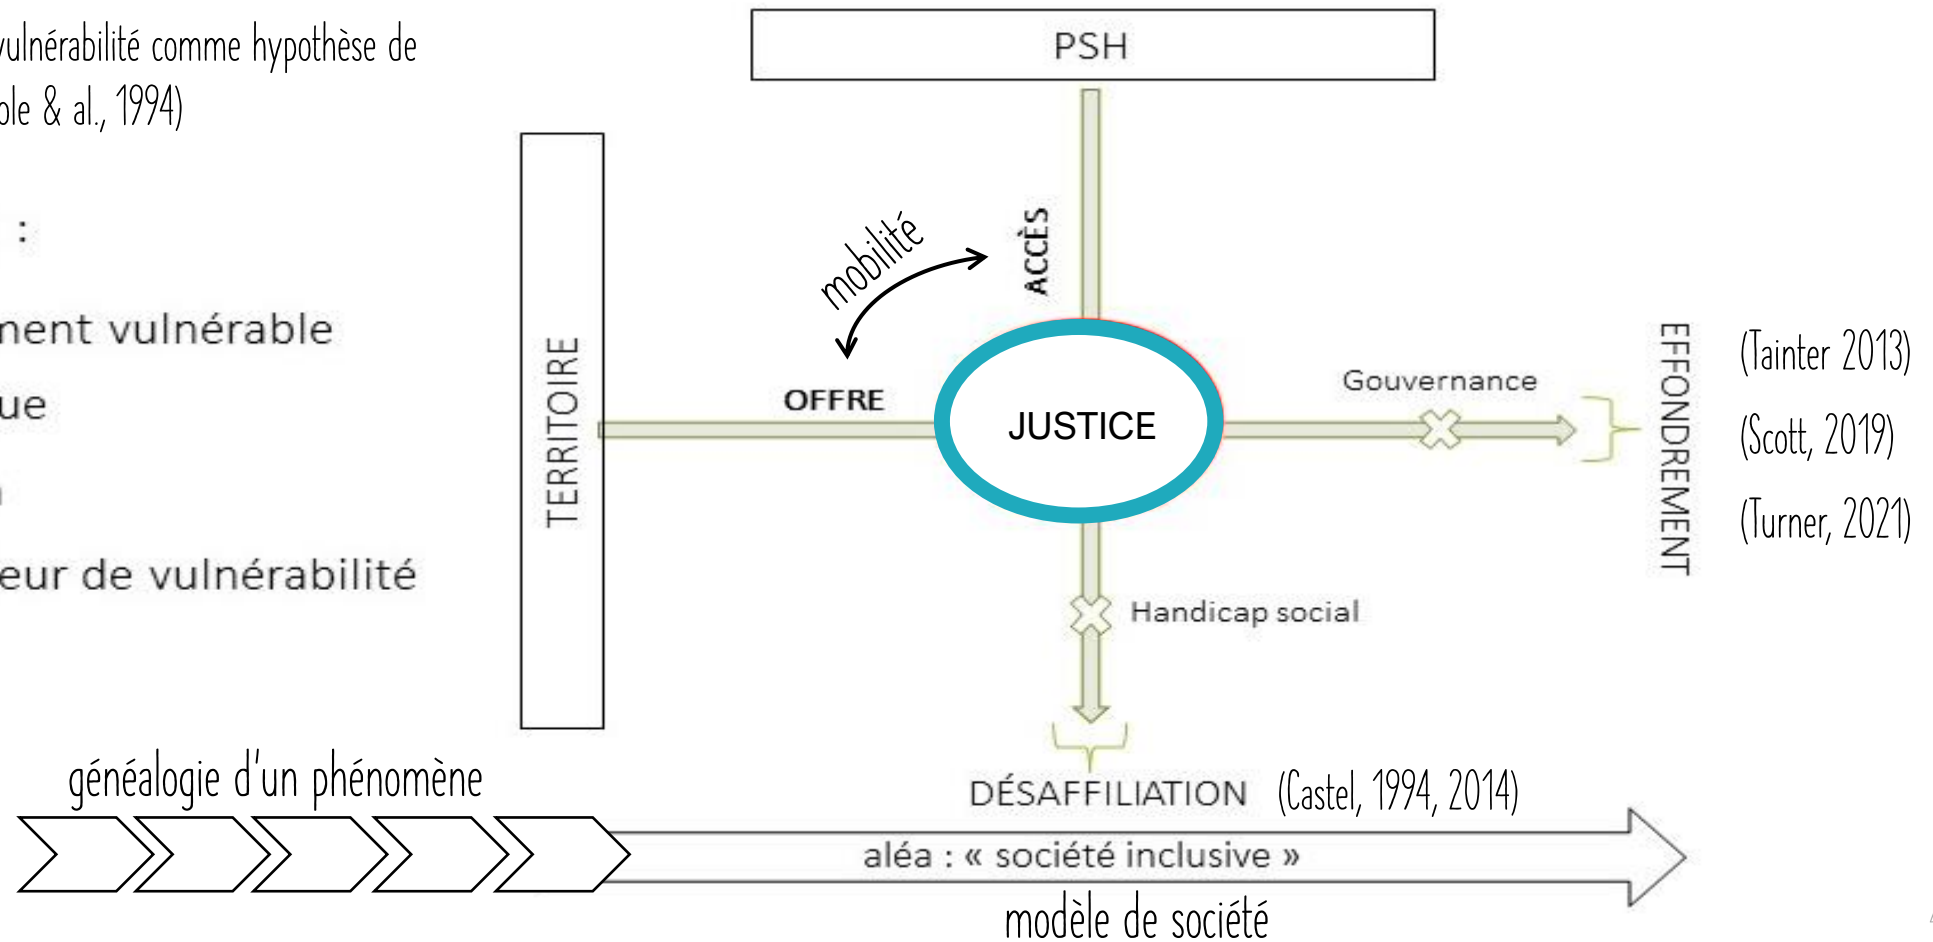 vulnérabilité comme hypothèse de
ble & al., 1994)
:
ment vulnérable
ue
eur de vulnérabilité
PSH
TERRITOIRE
mobilité
ACCÈS
OFFRE
JUSTICE
Gouvernance
EFFONDREMENT
(Tainter 2013)
(Scott, 2019)
(Turner, 2021)
Handicap social
DÉSAFFILIATION (Castel, 1994, 2014)
généalogie d'un phénomène
aléa : « société inclusive »
modèle de société